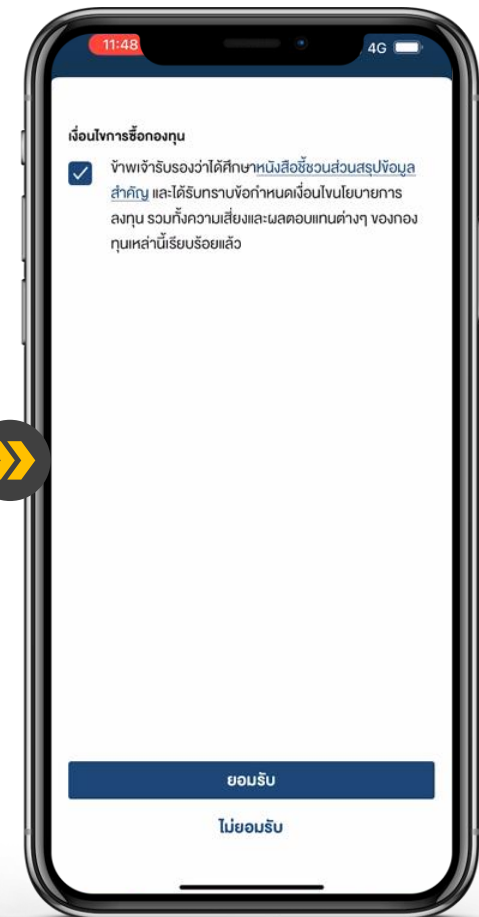 11:48
4G
เงื่อนไขการซื้อกองทุน
ข้าพเจ้ารับรองว่าได้ศึกษาหนังสือชี้ชวนส่วนสรุปข้อมูล
สำคัญ และได้รับทราบข้อกำหนดเงื่อนไขนโยบายการ
ลงทุน รวมทั้งความเสี่ยงและผลตอบแทนต่างๆ ของกอง
ทุนเหล่านี้เรียบร้อยแล้ว
ยอมรับ
ไม่ยอมรับ